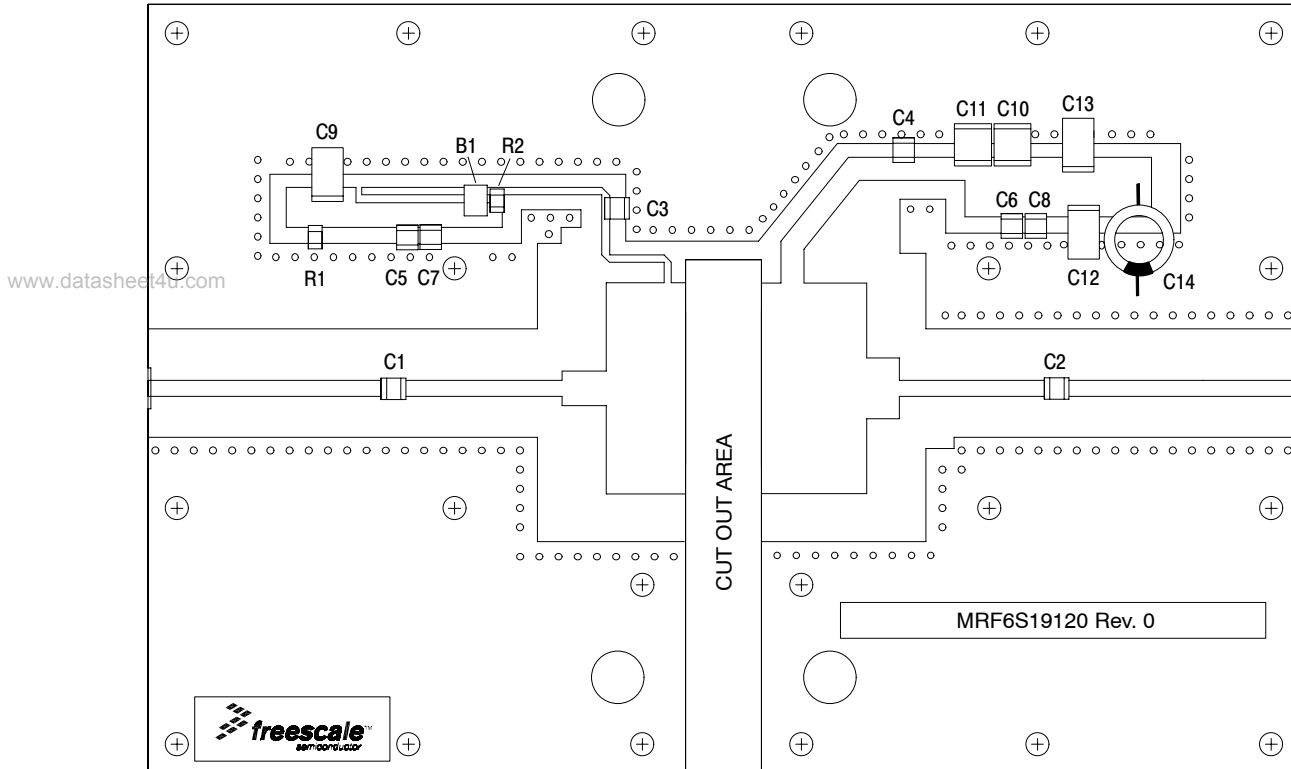 C9
B1
R2
C4
C11
C10
C13
C3
C6
C8
R1
C5
C7
C12
C14
www.datasheet4u.com
C1
C2
CUT OUT AREA
MRF6S19120 Rev. 0
freescale™
semiconductor